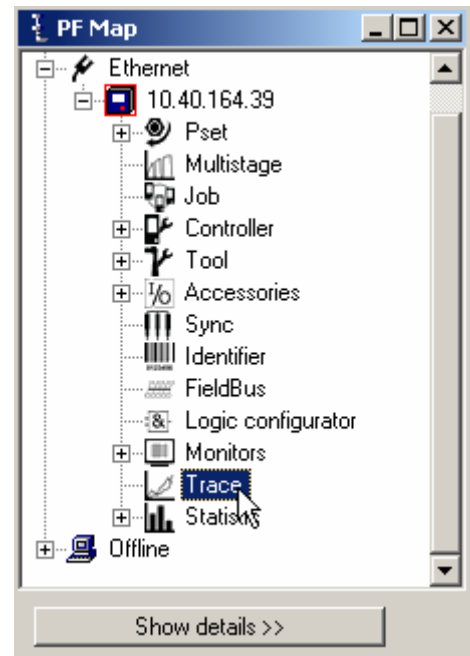 PF Map
Ethernet
10.40.164.39
Pset
Multistage
Job
Controller
Tool
I/o Accessories
Sync
Identifier
FieldBus
& Logic configurator
Monitors
Trace
Offline
Show details >>